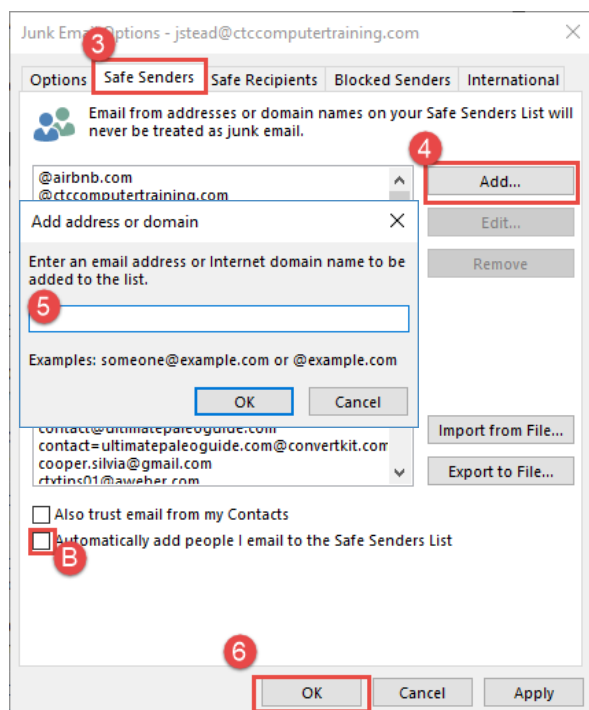 Junk Email Options - jstead@ctccomputertraining.com
3
Options Safe Senders Safe Recipients Blocked Senders International
Email from addresses or domain names on your Safe Senders List will
never be treated as junk email.
4
@airbnb.com
@ctccomputertraining.com
Add...
Edit...
Remove
Add address or domain
Enter an email address or Internet domain name to be
added to the list.
5
Examples: someone@example.com or @example.com
OK Cancel
contact@ultimatepaleoguide.com
contact=ultimatepaleoguide.com@convertkit.com
cooper.silvia@gmail.com
ctxtips01@aweber.com
Import from File...
Export to File...
Also trust email from my Contacts
Automatically add people I email to the Safe Senders List
B
6
OK Cancel Apply